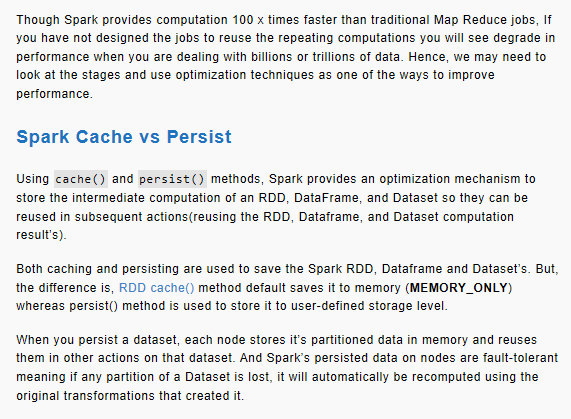 Though Spark provides computation 100 x times faster than traditional Map Reduce jobs, If
you have not designed the jobs to reuse the repeating computations you will see degrade in
performance when you are dealing with billions or trillions of data. Hence, we may need to
look at the stages and use optimization techniques as one of the ways to improve
performance.
Spark Cache vs Persist
Using cache() and persist() methods, Spark provides an optimization mechanism to
store the intermediate computation of an RDD, DataFrame, and Dataset so they can be
reused in subsequent actions(reusing the RDD, Dataframe, and Dataset computation
result's).
Both caching and persisting are used to save the Spark RDD, Dataframe and Dataset's. But,
the difference is, RDD cache() method default saves it to memory (MEMORY_ONLY)
whereas persist() method is used to store it to user-defined storage level.
When you persist a dataset, each node stores it's partitioned data in memory and reuses
them in other actions on that dataset. And Spark's persisted data on nodes are fault-tolerant
meaning if any partition of a Dataset is lost, it will automatically be recomputed using the
original transformations that created it.